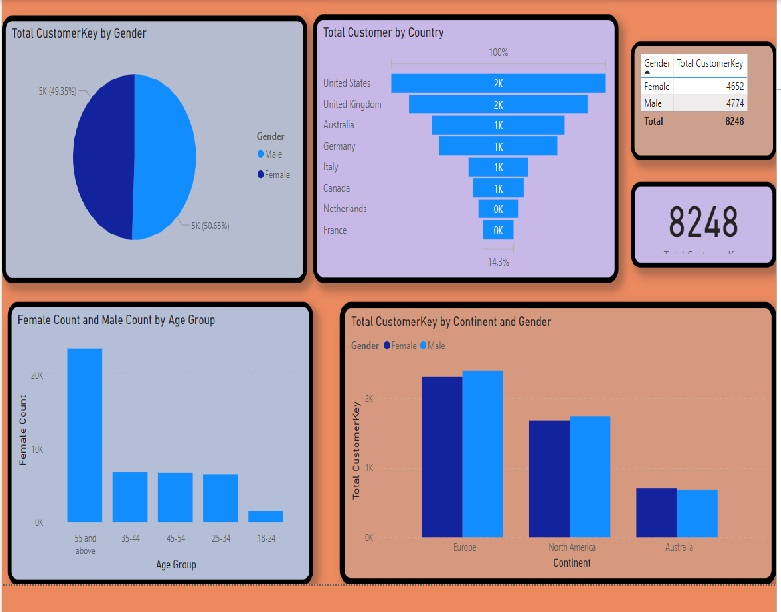 Total CustomerKey by Gender
5K (49.35%)
Gender
Male
Female
5K (50.65%)
Total Customer by Country
100%
United States 2K
United Kingdom 2K
Australia 1K
Germany 1K
Italy 1K
Canada 1K
Netherlands 0K
France 0K
14.3%
Gender Total CustomerKey
Female 4652
Male 4774
Total 8248
8248
Female Count and Male Count by Age Group
Female Count
20K
10K
0K
55 and above
35-44
45-54
25-34
18-24
Age Group
Total CustomerKey by Continent and Gender
Gender Female Male
Total CustomerKey
2K
1K
0K
Europe
North America
Australia
Continent